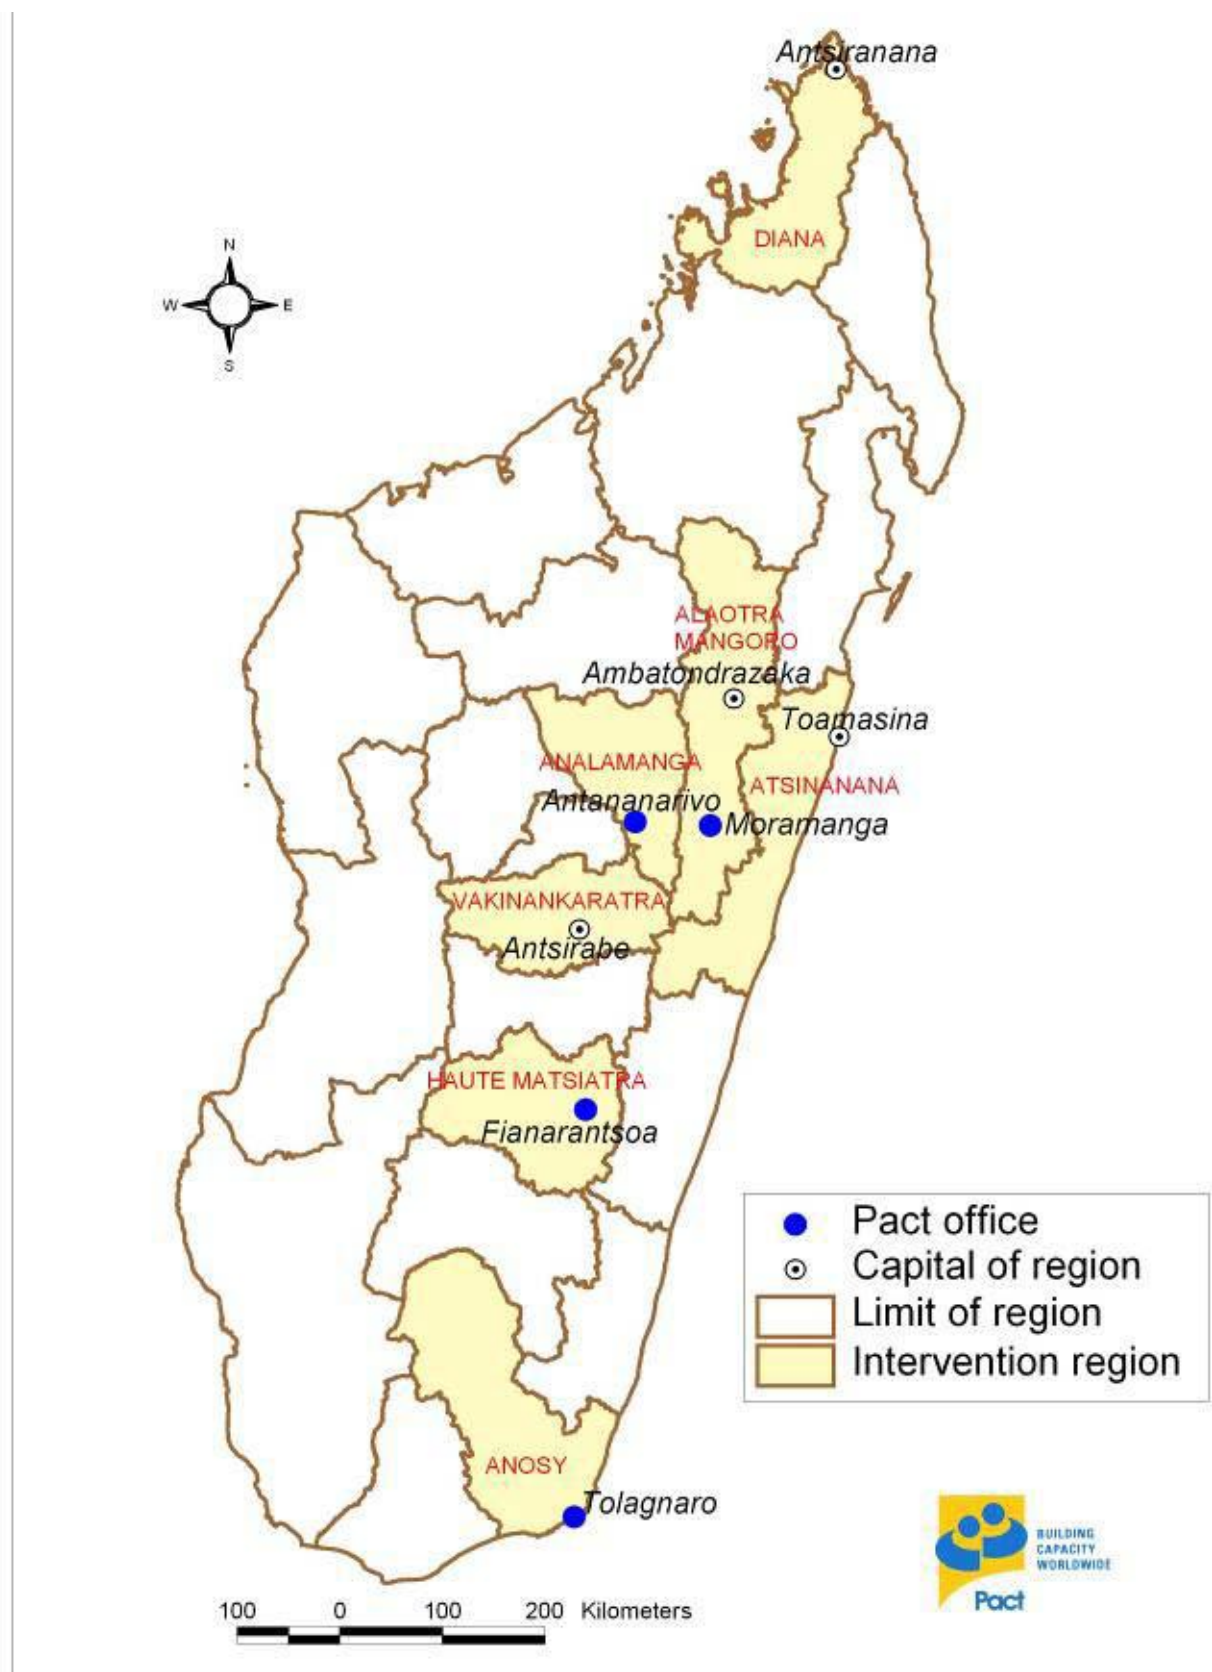 Antsiranana
DIANA
N
W E
S
ALAOTRA
MANGORO
Ambatondrazaka
Toamasina
ANALAMANGA
ATSINANANA
Antananarivo
Moramanga
VAKINANKARATRA
Antsirabe
HAUTE MATSIATRA
Fianarantsoa
Pact office
Capital of region
Limit of region
Intervention region
ANOSY
Tolagnaro
BUILDING
CAPACITY
WORLDWIDE
Pact
100 0 100 200 Kilometers